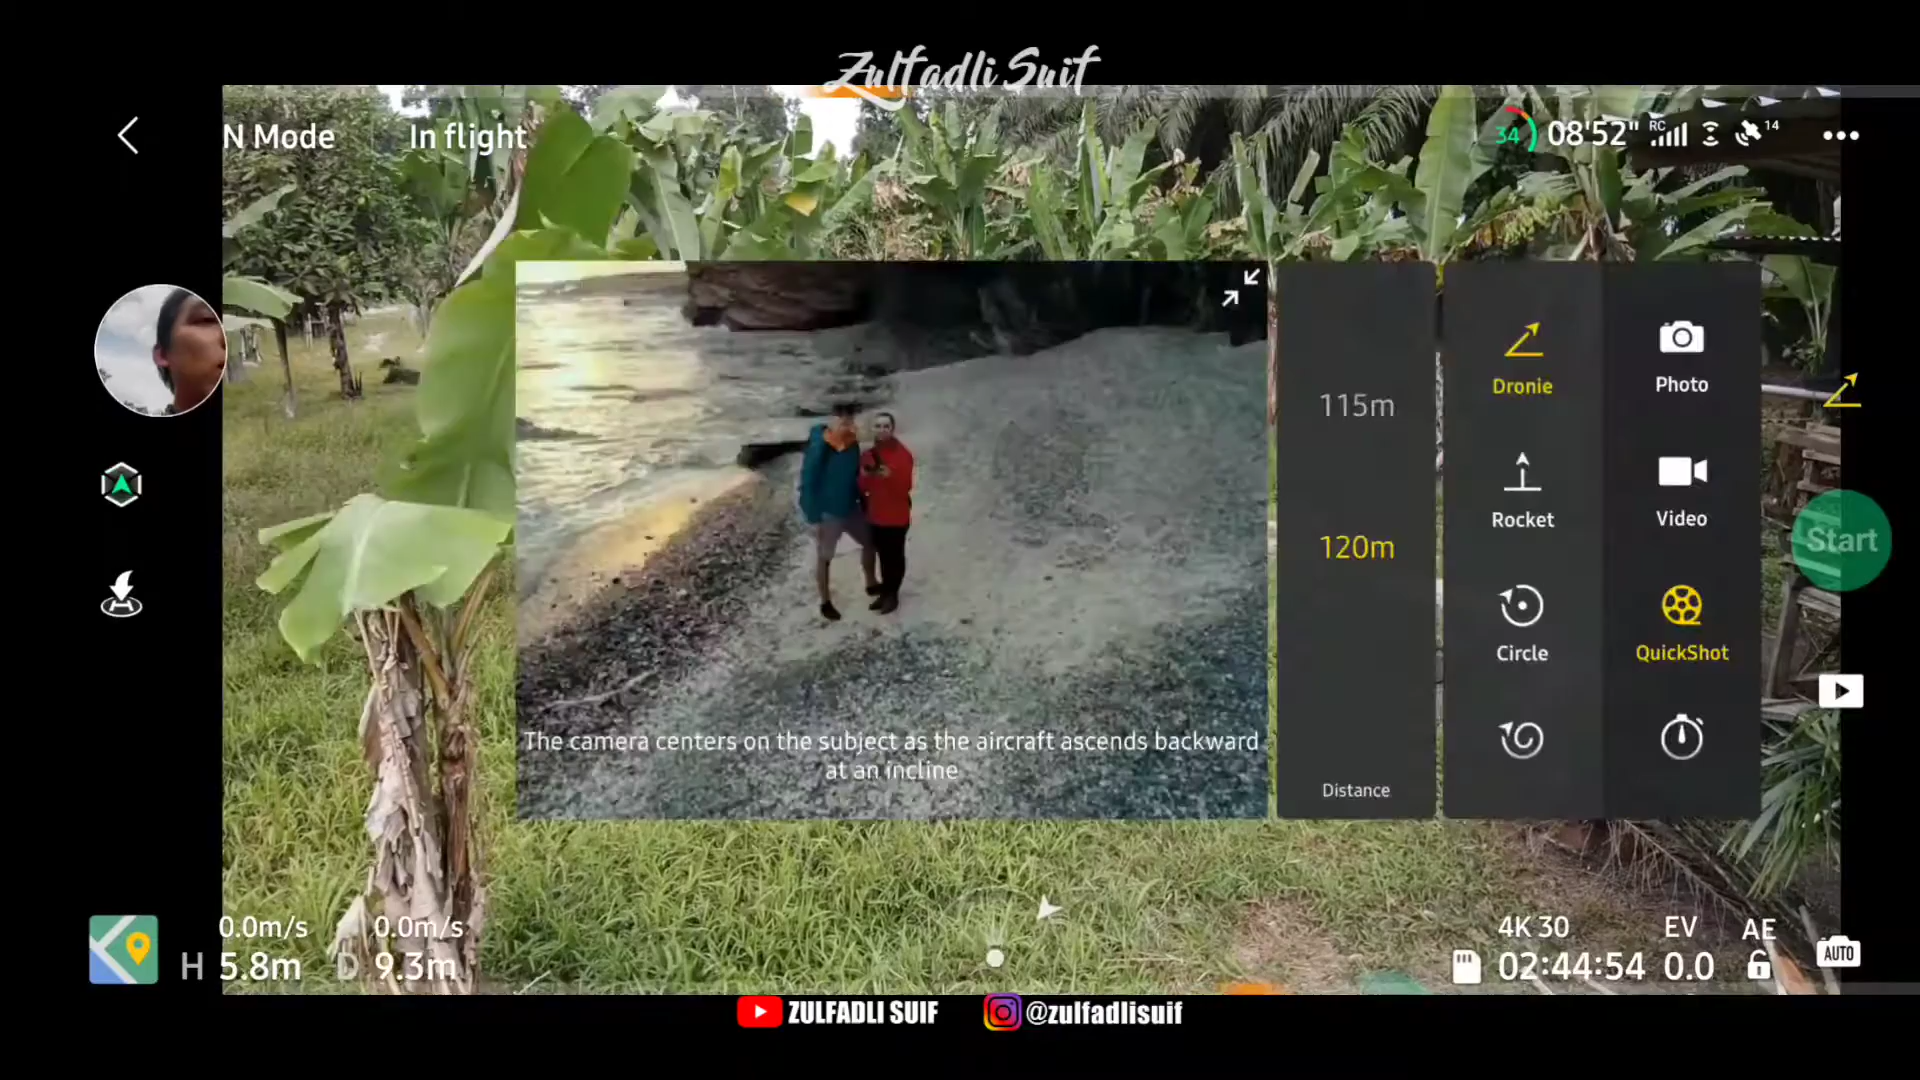 Zulfadli Suif
N Mode
In flight
34
08'52"
RC
14
115m
120m
Distance
Dronie
Rocket
Circle
Photo
Video
QuickShot
Start
The camera centers on the subject as the aircraft ascends backward
at an incline
0.0m/s
0.0m/s
H 5.8m
D 9.3m
4K 30
02:44:54
EV
0.0
AE
AUTO
ZULFADLI SUIF
@zulfadlisuif